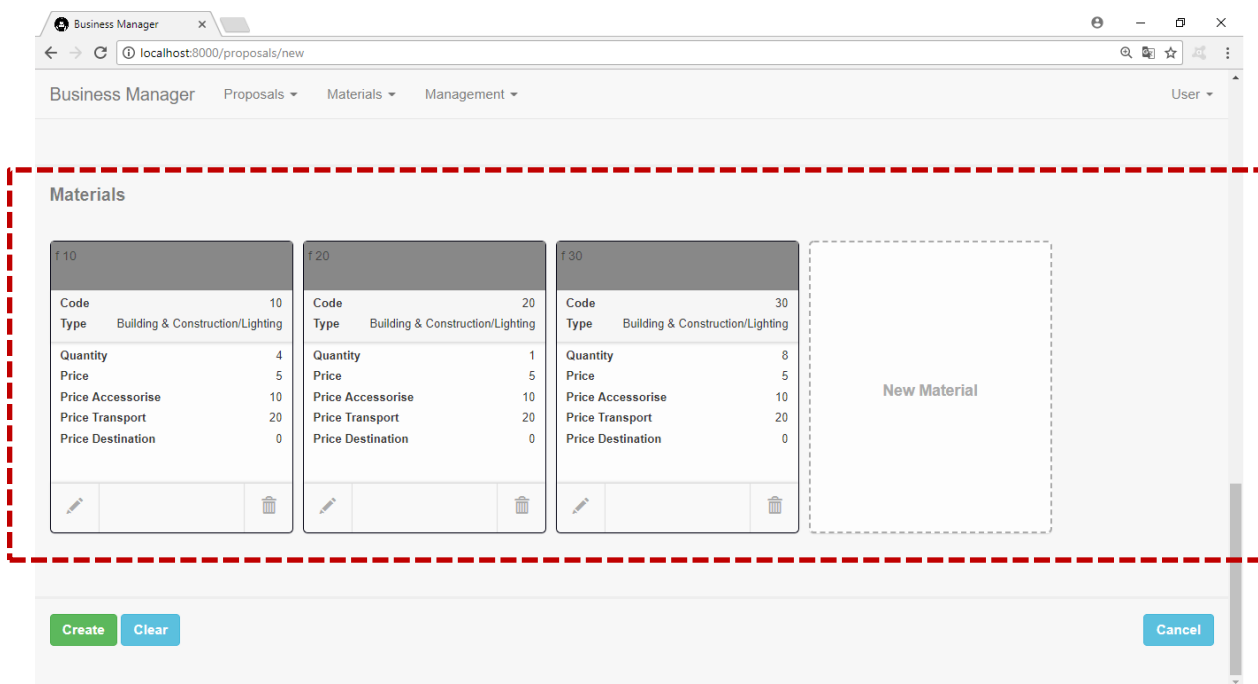 Business Manager
localhost:8000/proposals/new
Business Manager Proposals Materials Management User
Materials
f 10 f 20 f 30
Code 10 Code 20 Code 30
Type Building & Construction/Lighting Type Building & Construction/Lighting Type Building & Construction/Lighting
Quantity 4 Quantity 1 Quantity 8
Price 5 Price 5 Price 5
Price Accessorise 10 Price Accessorise 10 Price Accessorise 10
Price Transport 20 Price Transport 20 Price Transport 20
Price Destination 0 Price Destination 0 Price Destination 0
New Material
Create Clear Cancel